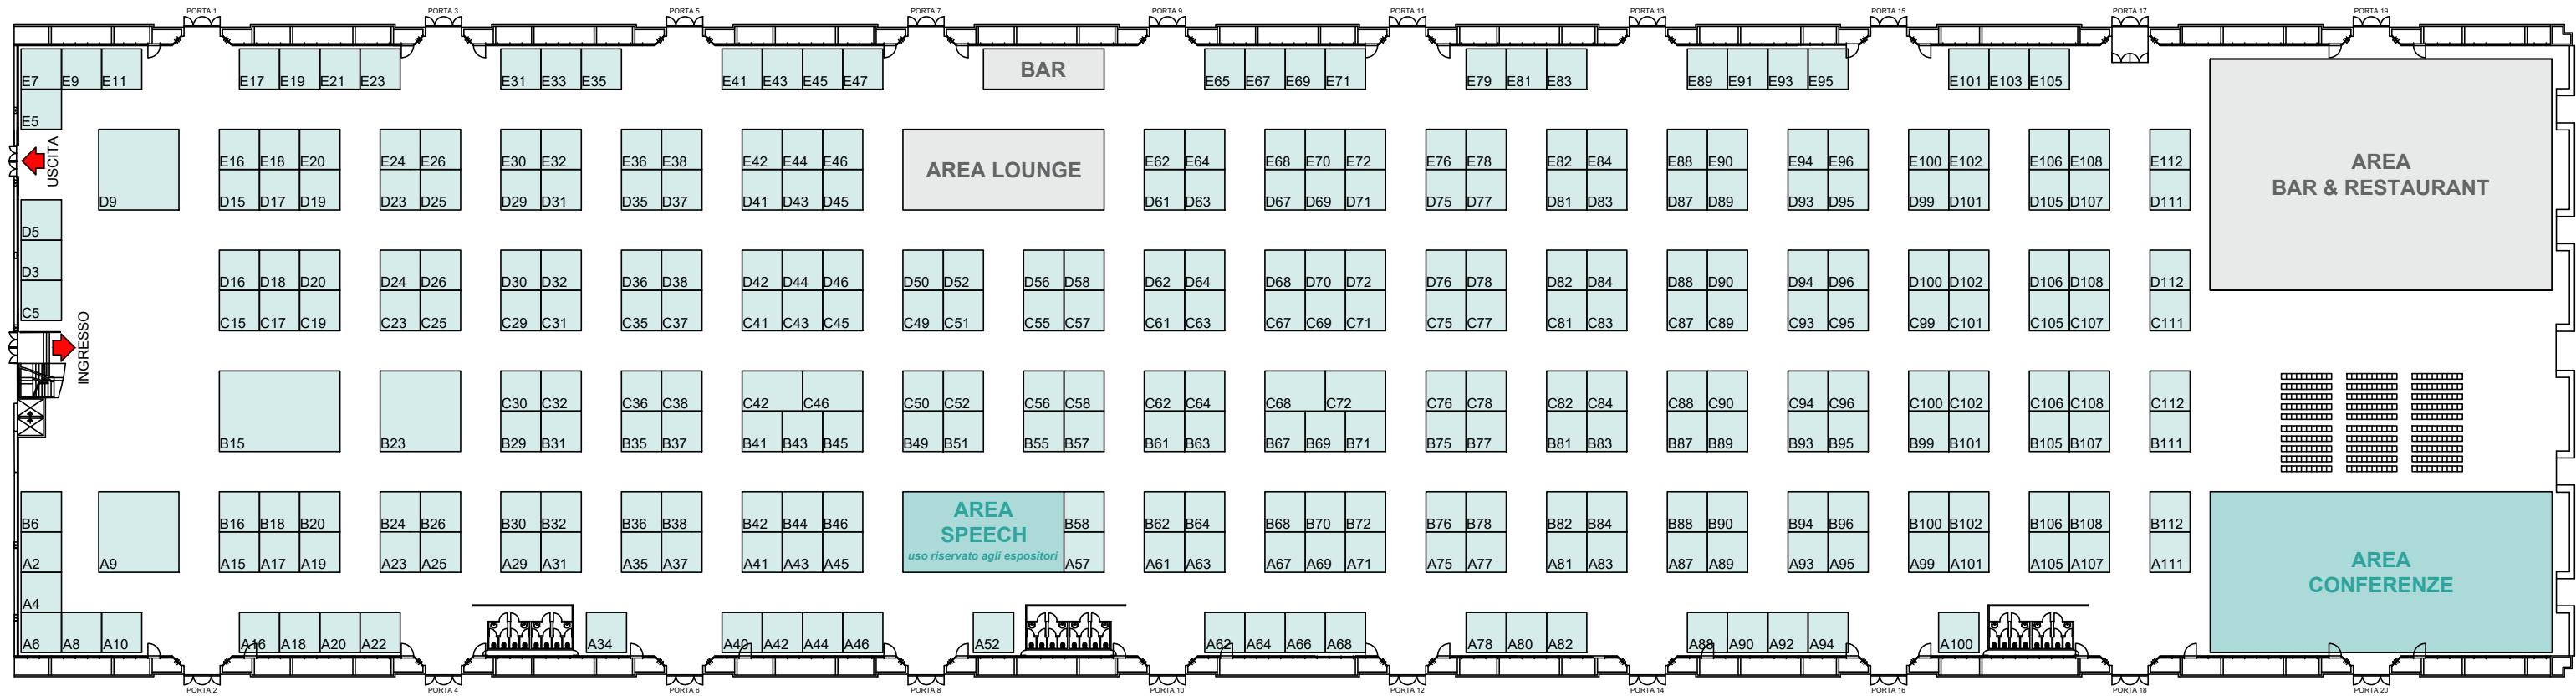 PORTA 1 PORTA 3 PORTA 5 PORTA 7 PORTA 9 PORTA 11 PORTA 13 PORTA 15 PORTA 17 PORTA 19
BAR
E7 E9 E11 E17 E19 E21 E23 E31 E33 E35 E41 E43 E45 E47 E65 E67 E69 E71 E79 E81 E83 E89 E91 E93 E95 E101 E103 E105
E5
USCITA
E16 E18 E20 E24 E26 E30 E32 E36 E38 E42 E44 E46 E62 E64 E68 E70 E72 E76 E78 E82 E84 E88 E90 E94 E96 E100 E102 E106 E108 E112
AREA LOUNGE
AREA
BAR & RESTAURANT
D9 D15 D17 D19 D23 D25 D29 D31 D35 D37 D41 D43 D45 D61 D63 D67 D69 D71 D75 D77 D81 D83 D87 D89 D93 D95 D99 D101 D105 D107 D111
D5
D3
D16 D18 D20 D24 D26 D30 D32 D36 D38 D42 D44 D46 D50 D52 D56 D58 D62 D64 D68 D70 D72 D76 D78 D82 D84 D88 D90 D94 D96 D100 D102 D106 D108 D112
C5
C15 C17 C19 C23 C25 C29 C31 C35 C37 C41 C43 C45 C49 C51 C55 C57 C61 C63 C67 C69 C71 C75 C77 C81 C83 C87 C89 C93 C95 C99 C101 C105 C107 C111
INGRESSO
C30 C32 C36 C38 C42 C46 C50 C52 C56 C58 C62 C64 C68 C72 C76 C78 C82 C84 C88 C90 C94 C96 C100 C102 C106 C108 C112
B15 B23 B29 B31 B35 B37 B41 B43 B45 B49 B51 B55 B57 B61 B63 B67 B69 B71 B75 B77 B81 B83 B87 B89 B93 B95 B99 B101 B105 B107 B111
B6 B16 B18 B20 B24 B26 B30 B32 B36 B38 B42 B44 B46 B58 B62 B64 B68 B70 B72 B76 B78 B82 B84 B88 B90 B94 B96 B100 B102 B106 B108 B112
AREA
SPEECH
uso riservato agli espositori
A2 A9 A15 A17 A19 A23 A25 A29 A31 A35 A37 A41 A43 A45 A57 A61 A63 A67 A69 A71 A75 A77 A81 A83 A87 A89 A93 A95 A99 A101 A105 A107 A111
AREA
CONFERENZE
A4
A6 A8 A10 A16 A18 A20 A22 A34 A40 A42 A44 A46 A52 A62 A64 A66 A68 A78 A80 A82 A88 A90 A92 A94 A100
PORTA 2 PORTA 4 PORTA 6 PORTA 8 PORTA 10 PORTA 12 PORTA 14 PORTA 16 PORTA 18 PORTA 20